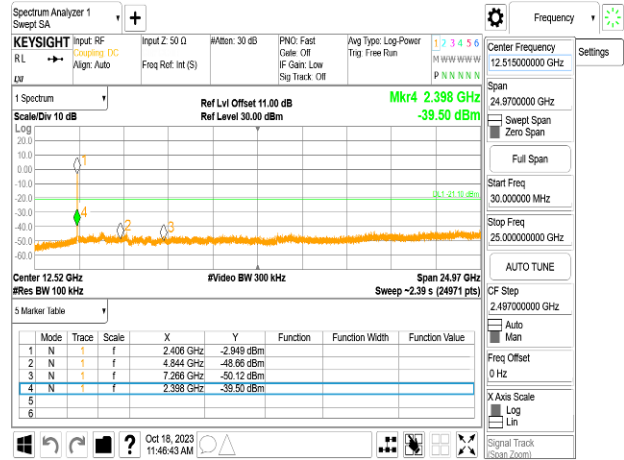 Spectrum Analyzer 1
Swept SA
+
Frequency
KEYSIGHT
RL
Input: RF
Coupling: DC
Align: Auto
Input Z: 50 Ω
Freq Ref: Int (S)
#Atten: 30 dB
PNO: Fast
Gate: Off
IF Gain: Low
Sig Track: Off
Avg Type: Log-Power
Trig: Free Run
1 2 3 4 5 6
M W W W W W
P N N N N N
Center Frequency
12.515000000 GHz
Settings
Span
24.9700000 GHz
Swept Span
Zero Span
Full Span
Start Freq
30.000000 MHz
Stop Freq
25.000000000 GHz
AUTO TUNE
CF Step
2.497000000 GHz
Auto
Man
Freq Offset
0 Hz
X Axis Scale
Log
Lin
Signal Track
(Span Zoom)
1 Spectrum
Scale/Div 10 dB
Ref Lvl Offset 11.00 dB
Ref Level 30.00 dBm
Mkr4 2.398 GHz
-39.50 dBm
Log
20.0
10.0
0.00
-10.0
-20.0
-30.0
-40.0
-50.0
-60.0
1
4
2
3
DL1 -21.10 dBm
Center 12.52 GHz
#Res BW 100 kHz
#Video BW 300 kHz
Span 24.97 GHz
Sweep ~2.39 s (24971 pts)
5 Marker Table
Mode Trace Scale X Y Function Function Width Function Value
1 N 1 f 2.406 GHz -2.949 dBm
2 N 1 f 4.844 GHz -48.66 dBm
3 N 1 f 7.266 GHz -50.12 dBm
4 N 1 f 2.398 GHz -39.50 dBm
5
6
?
Oct 18, 2023
11:46:43 AM